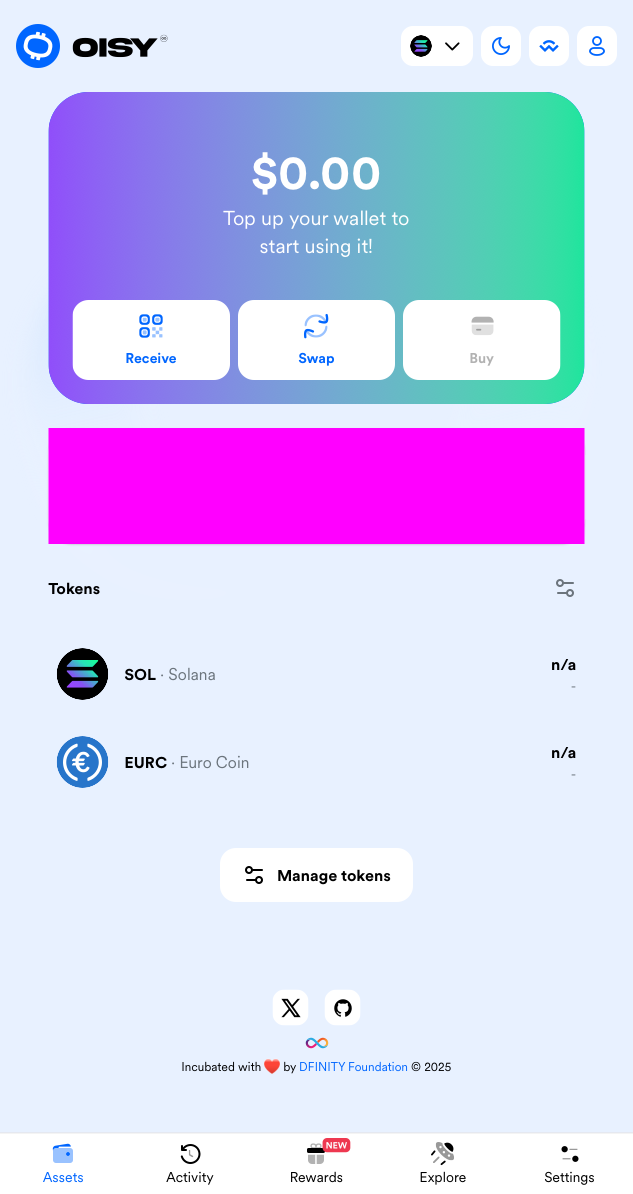 OISY
$0.00
Top up your wallet to
start using it!
Receive
Swap
Buy
Tokens
SOL · Solana
n/a
-
EURC · Euro Coin
n/a
-
Manage tokens
Incubated with ❤️ by DFINITY Foundation © 2025
NEW
Assets
Activity
Rewards
Explore
Settings